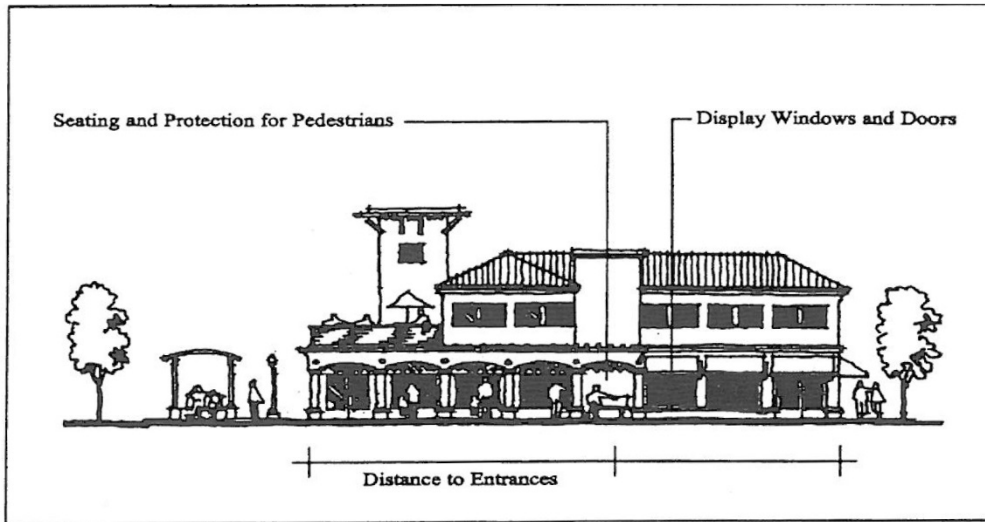 Seating and Protection for Pedestrians
Display Windows and Doors
Distance to Entrances